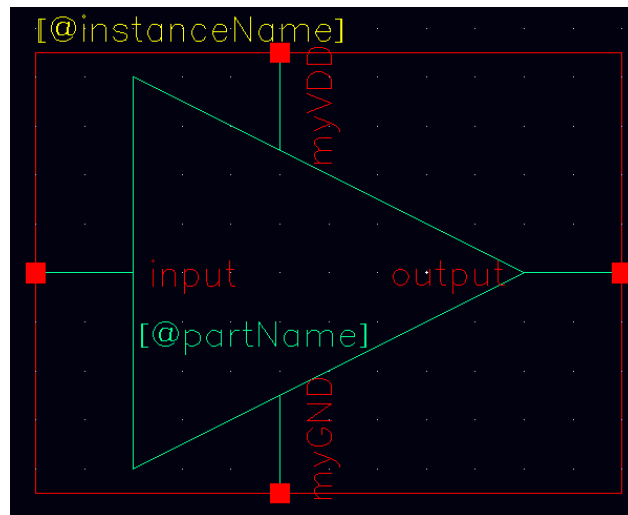 [@instanceName]
myVDD
input
output
[@partName]
myGND